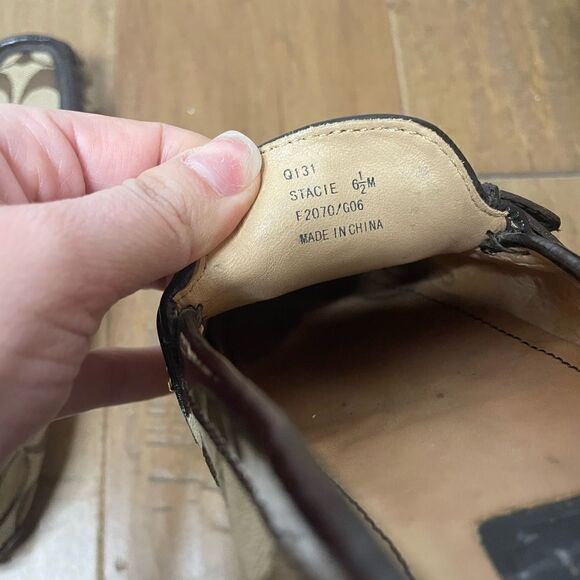 Q131
STACIE 6½M
F2070/G06
MADE IN CHINA